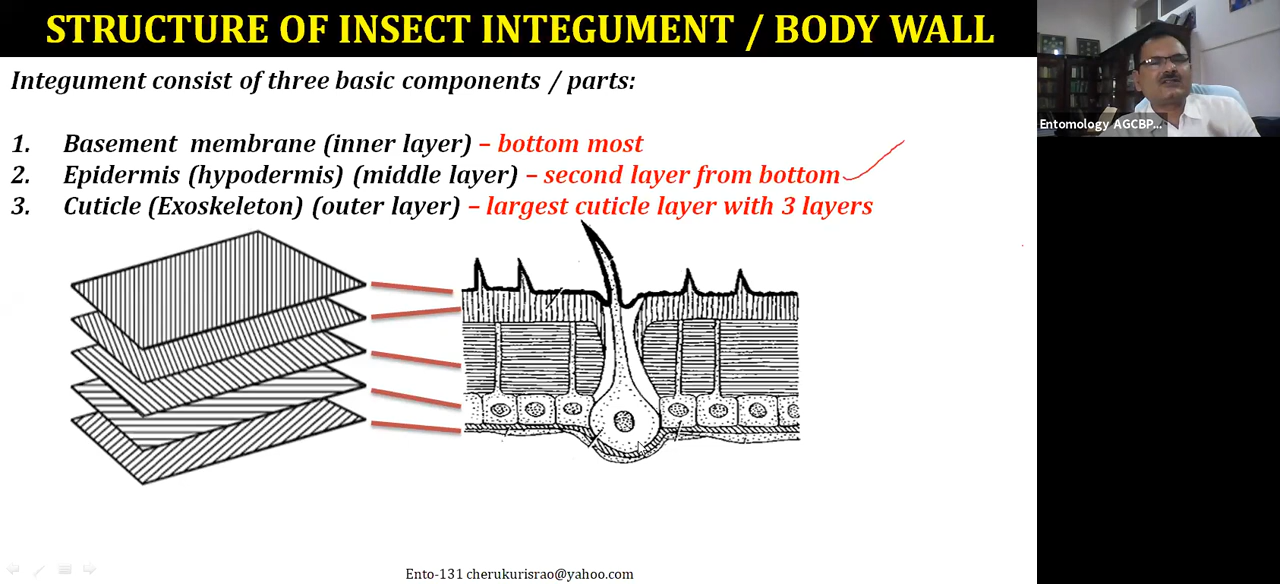 STRUCTURE OF INSECT INTEGUMENT / BODY WALL
Integument consist of three basic components / parts:
1. Basement membrane (inner layer) – bottom most
2. Epidermis (hypodermis) (middle layer) – second layer from bottom
3. Cuticle (Exoskeleton) (outer layer) – largest cuticle layer with 3 layers
Entomology AGCBP...
Ento-131 cherukurisrao@yahoo.com